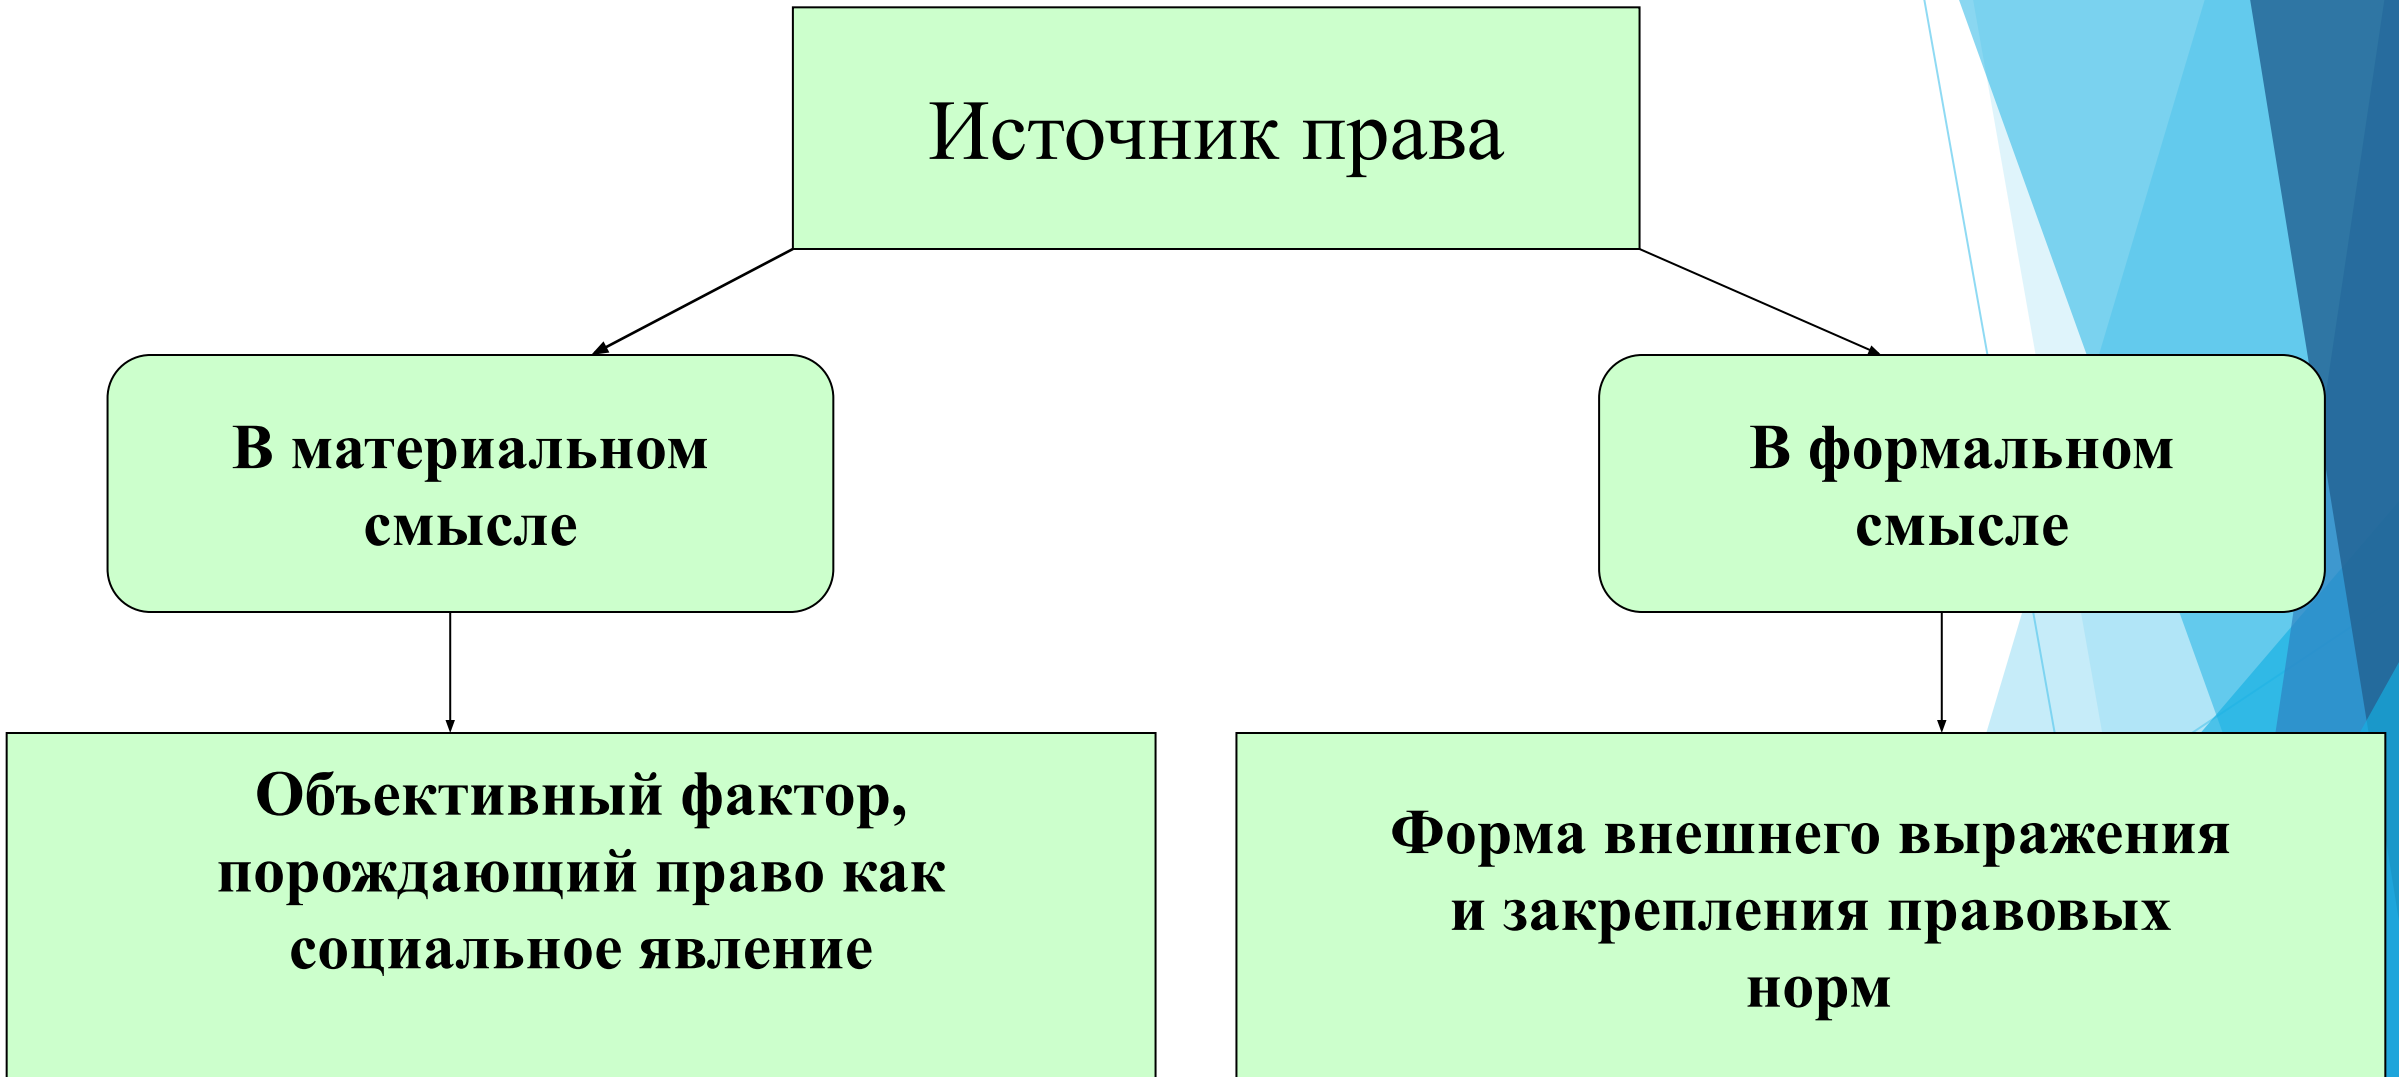 Источник права
В материальном
смысле
В формальном
смысле
Объективный фактор,
порождающий право как
социальное явление
Форма внешнего выражения
и закрепления правовых
норм